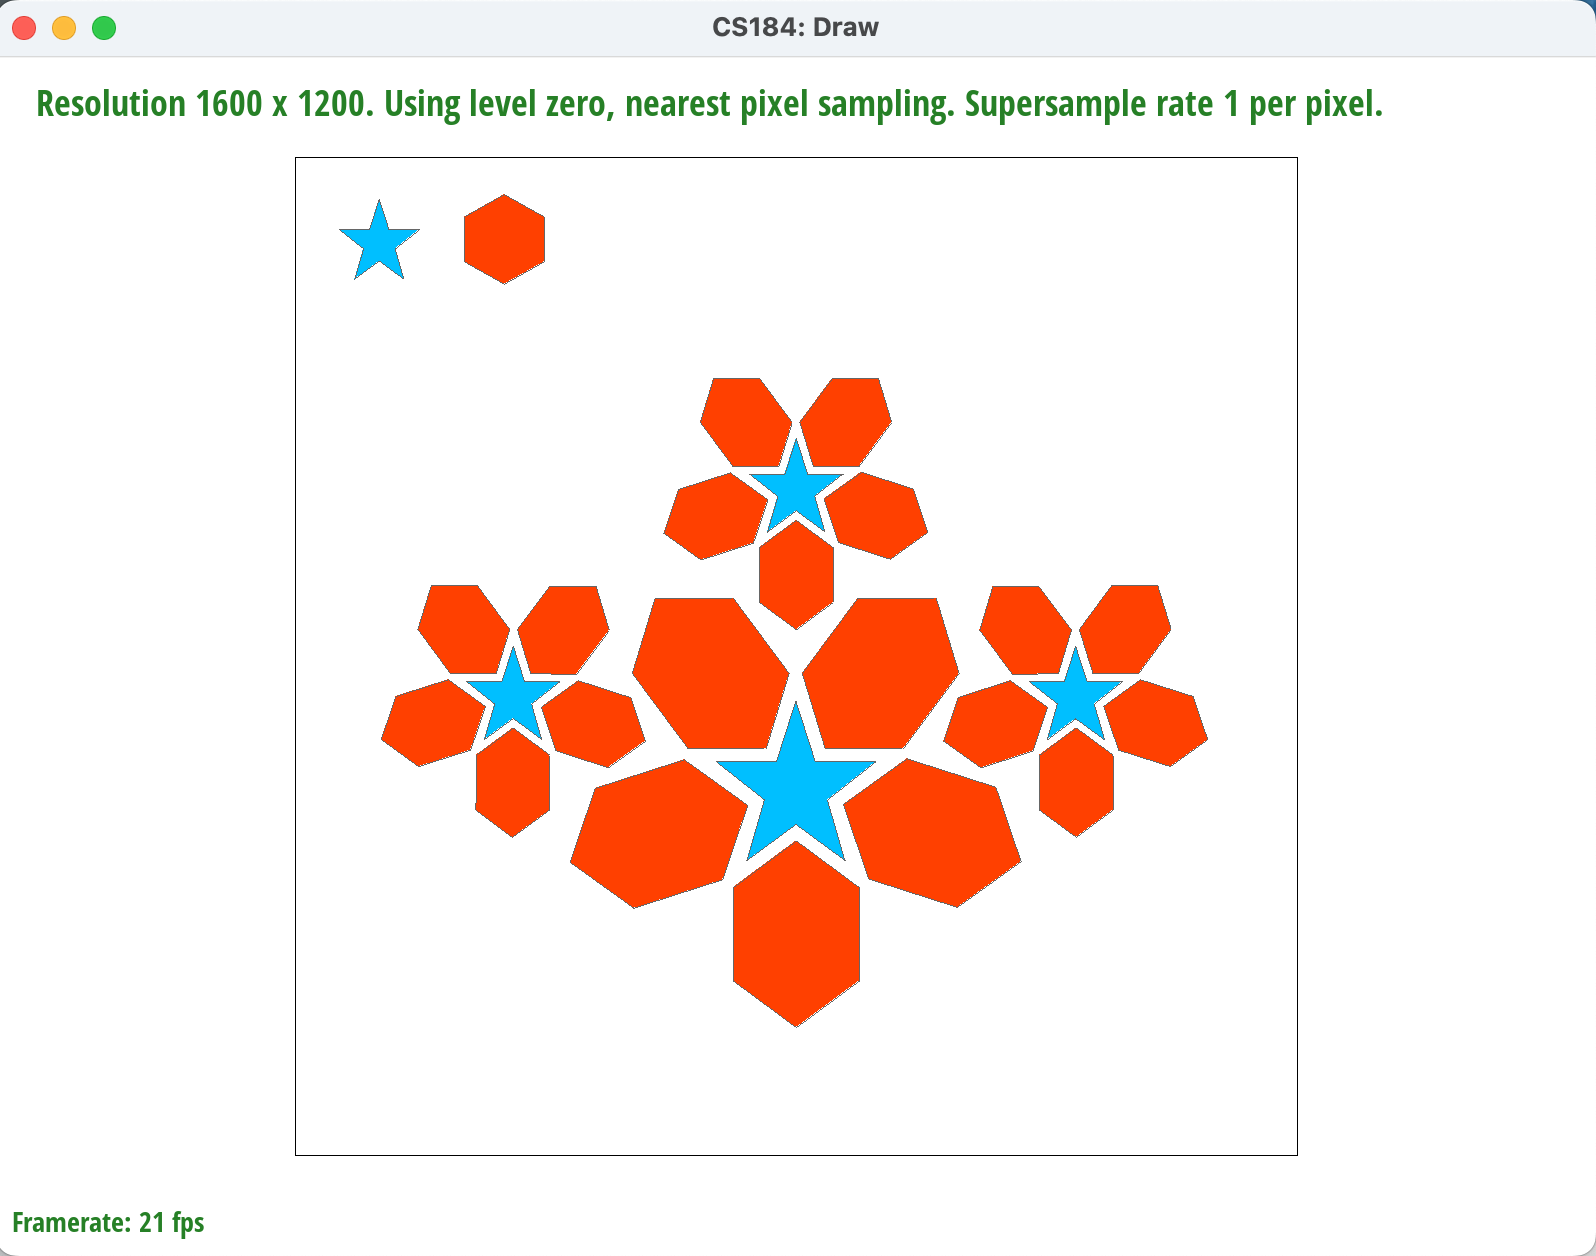 CS184: Draw
Resolution 1600 x 1200. Using level zero, nearest pixel sampling. Supersample rate 1 per pixel.
Framerate: 21 fps